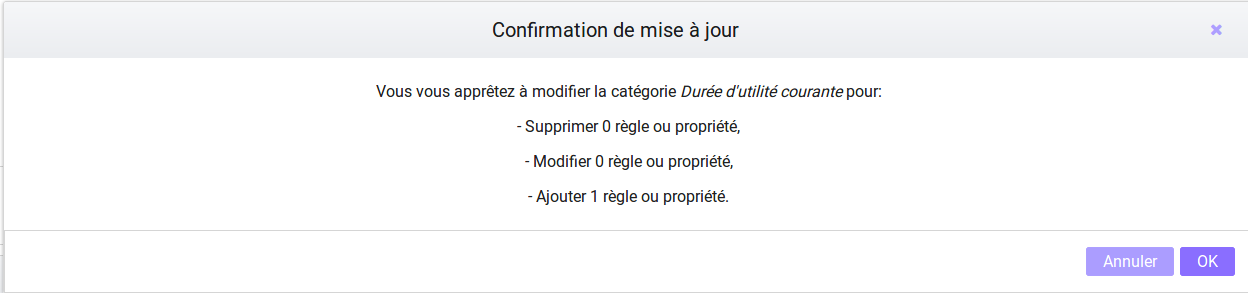 Confirmation de mise à jour
Vous vous apprêtez à modifier la catégorie Durée d'utilité courante pour:
- Supprimer 0 règle ou propriété,
- Modifier 0 règle ou propriété,
- Ajouter 1 règle ou propriété.
Annuler OK